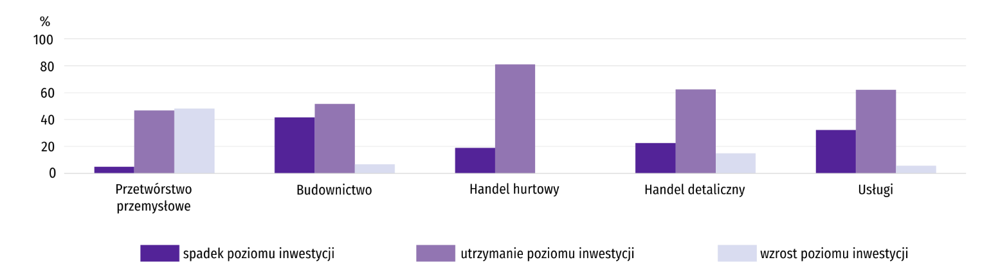 %
100
80
60
40
20
0
Przetwórstwo
przemysłowe
Budownictwo
Handel hurtowy
Handel detaliczny
Usługi
spadek poziomu inwestycji
utrzymanie poziomu inwestycji
wzrost poziomu inwestycji